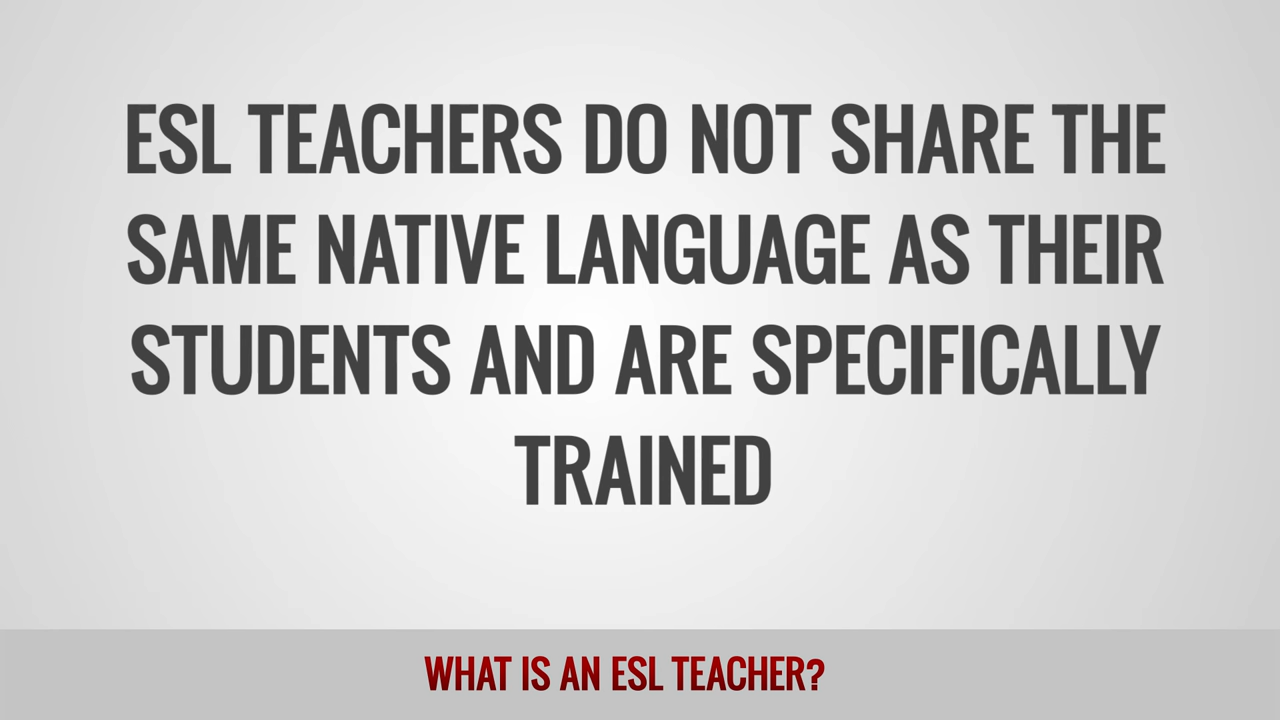 ESL TEACHERS DO NOT SHARE THE
SAME NATIVE LANGUAGE AS THEIR
STUDENTS AND ARE SPECIFICALLY
TRAINED
WHAT IS AN ESL TEACHER?